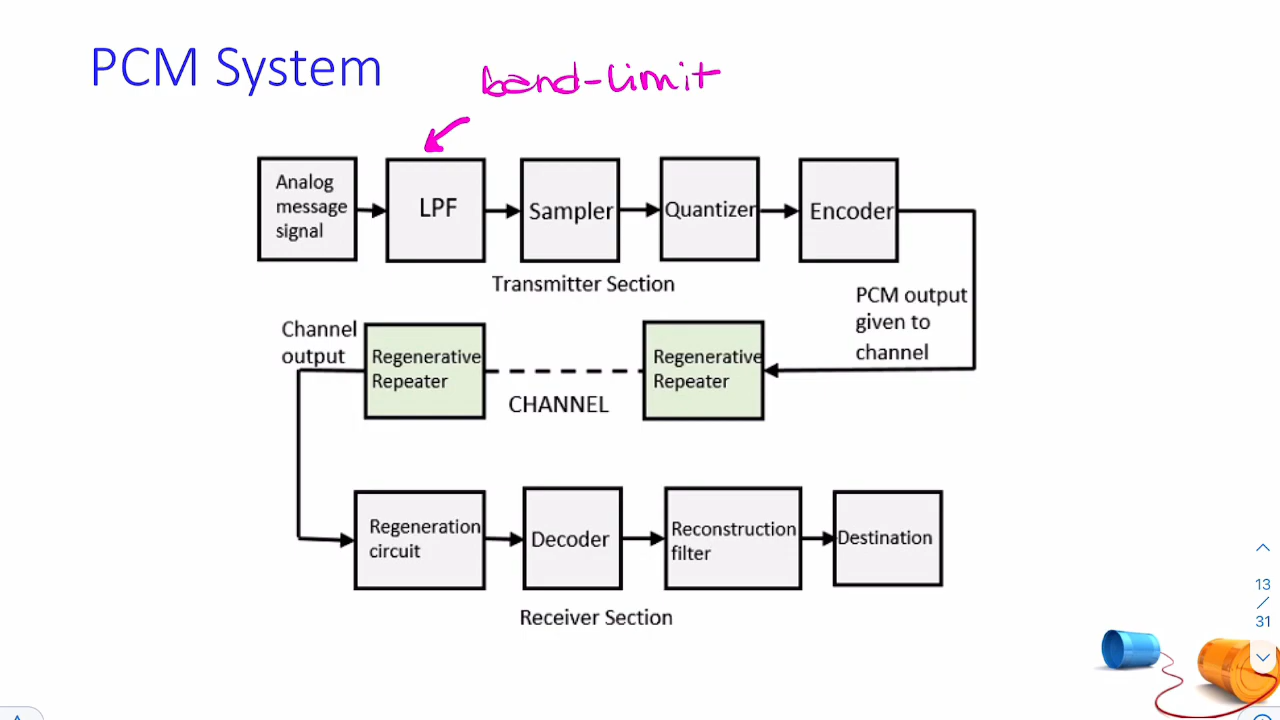 PCM System
band-limit
Analog
message
signal
LPF
Sampler
Quantizer
Encoder
Transmitter Section
PCM output
given to
channel
Channel
output
Regenerative
Repeater
CHANNEL
Regenerative
Repeater
Regeneration
circuit
Decoder
Reconstruction
filter
Destination
Receiver Section
13
/
31